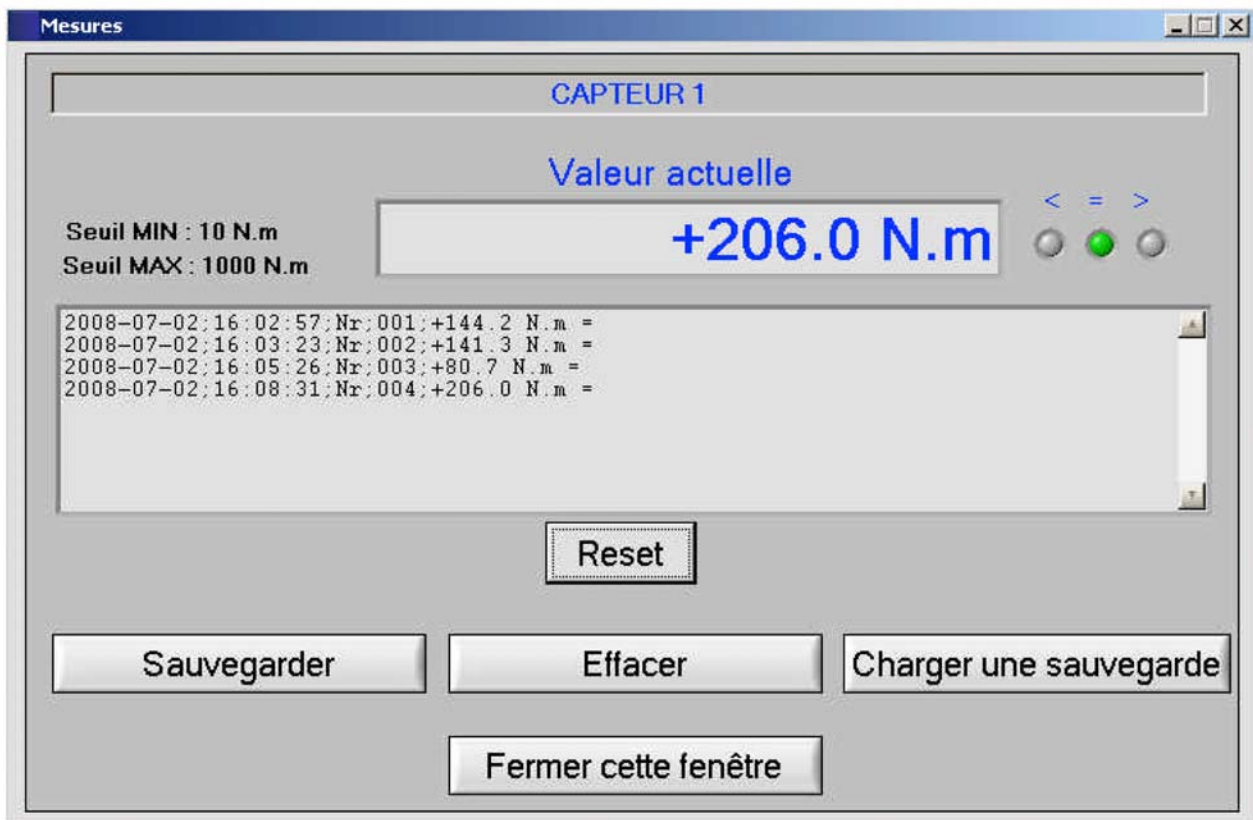 Mesures
CAPTEUR 1
Valeur actuelle
< = >
Seuil MIN : 10 N.m
+206.0 N.m
Seuil MAX : 1000 N.m
2008-07-02;16:02:57;Nr;001;+144.2 N.m =
2008-07-02;16:03:23;Nr;002;+141.3 N.m =
2008-07-02;16:05:26;Nr;003;+80.7 N.m =
2008-07-02;16:08:31;Nr;004;+206.0 N.m =
Reset
Sauvegarder
Effacer
Charger une sauvegarde
Fermer cette fenêtre